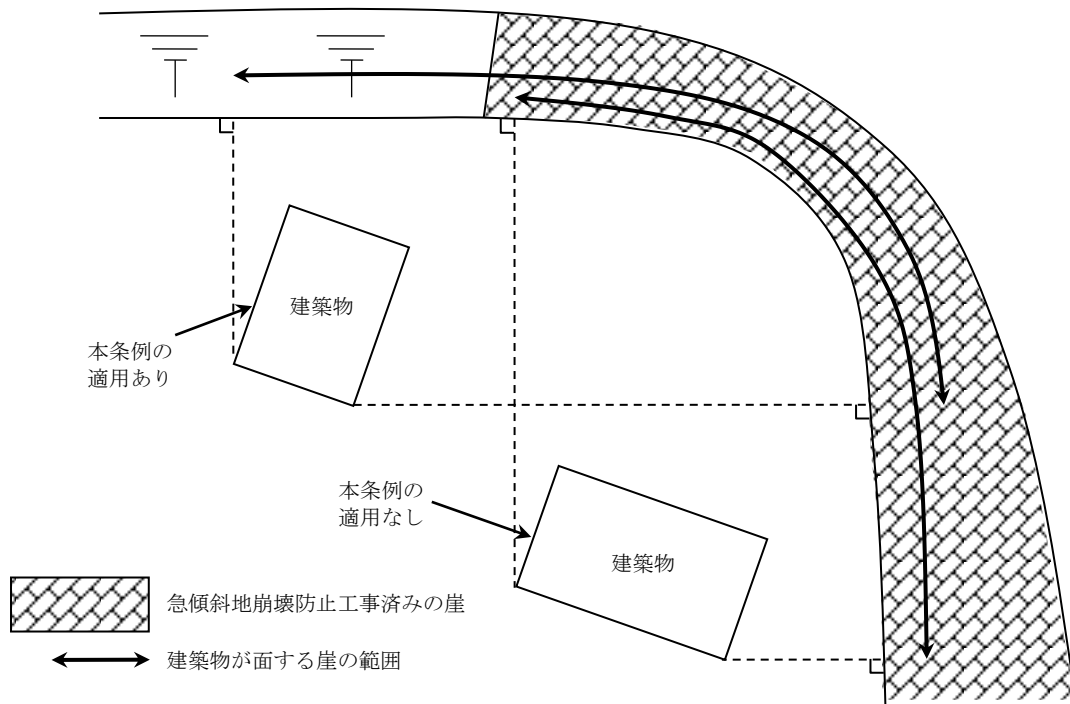 建築物
本条例の
適用あり
本条例の
適用なし
建築物
急傾斜地崩壊防止工事済みの崖
建築物が面する崖の範囲